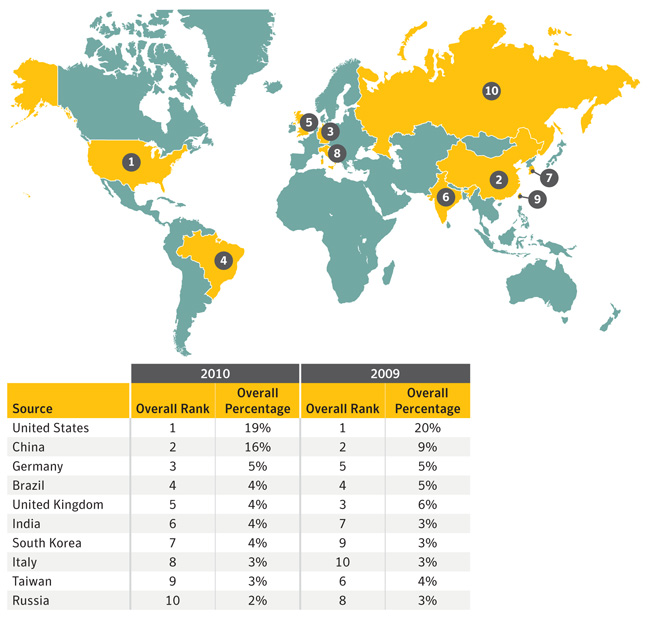 10
5
3
1
8
2
7
6
9
4
2010 2009
Overall Overall
Source Overall Rank Percentage Overall Rank Percentage
United States 1 19% 1 20%
China 2 16% 2 9%
Germany 3 5% 5 5%
Brazil 4 4% 4 5%
United Kingdom 5 4% 3 6%
India 6 4% 7 3%
South Korea 7 4% 9 3%
Italy 8 3% 10 3%
Taiwan 9 3% 6 4%
Russia 10 2% 8 3%